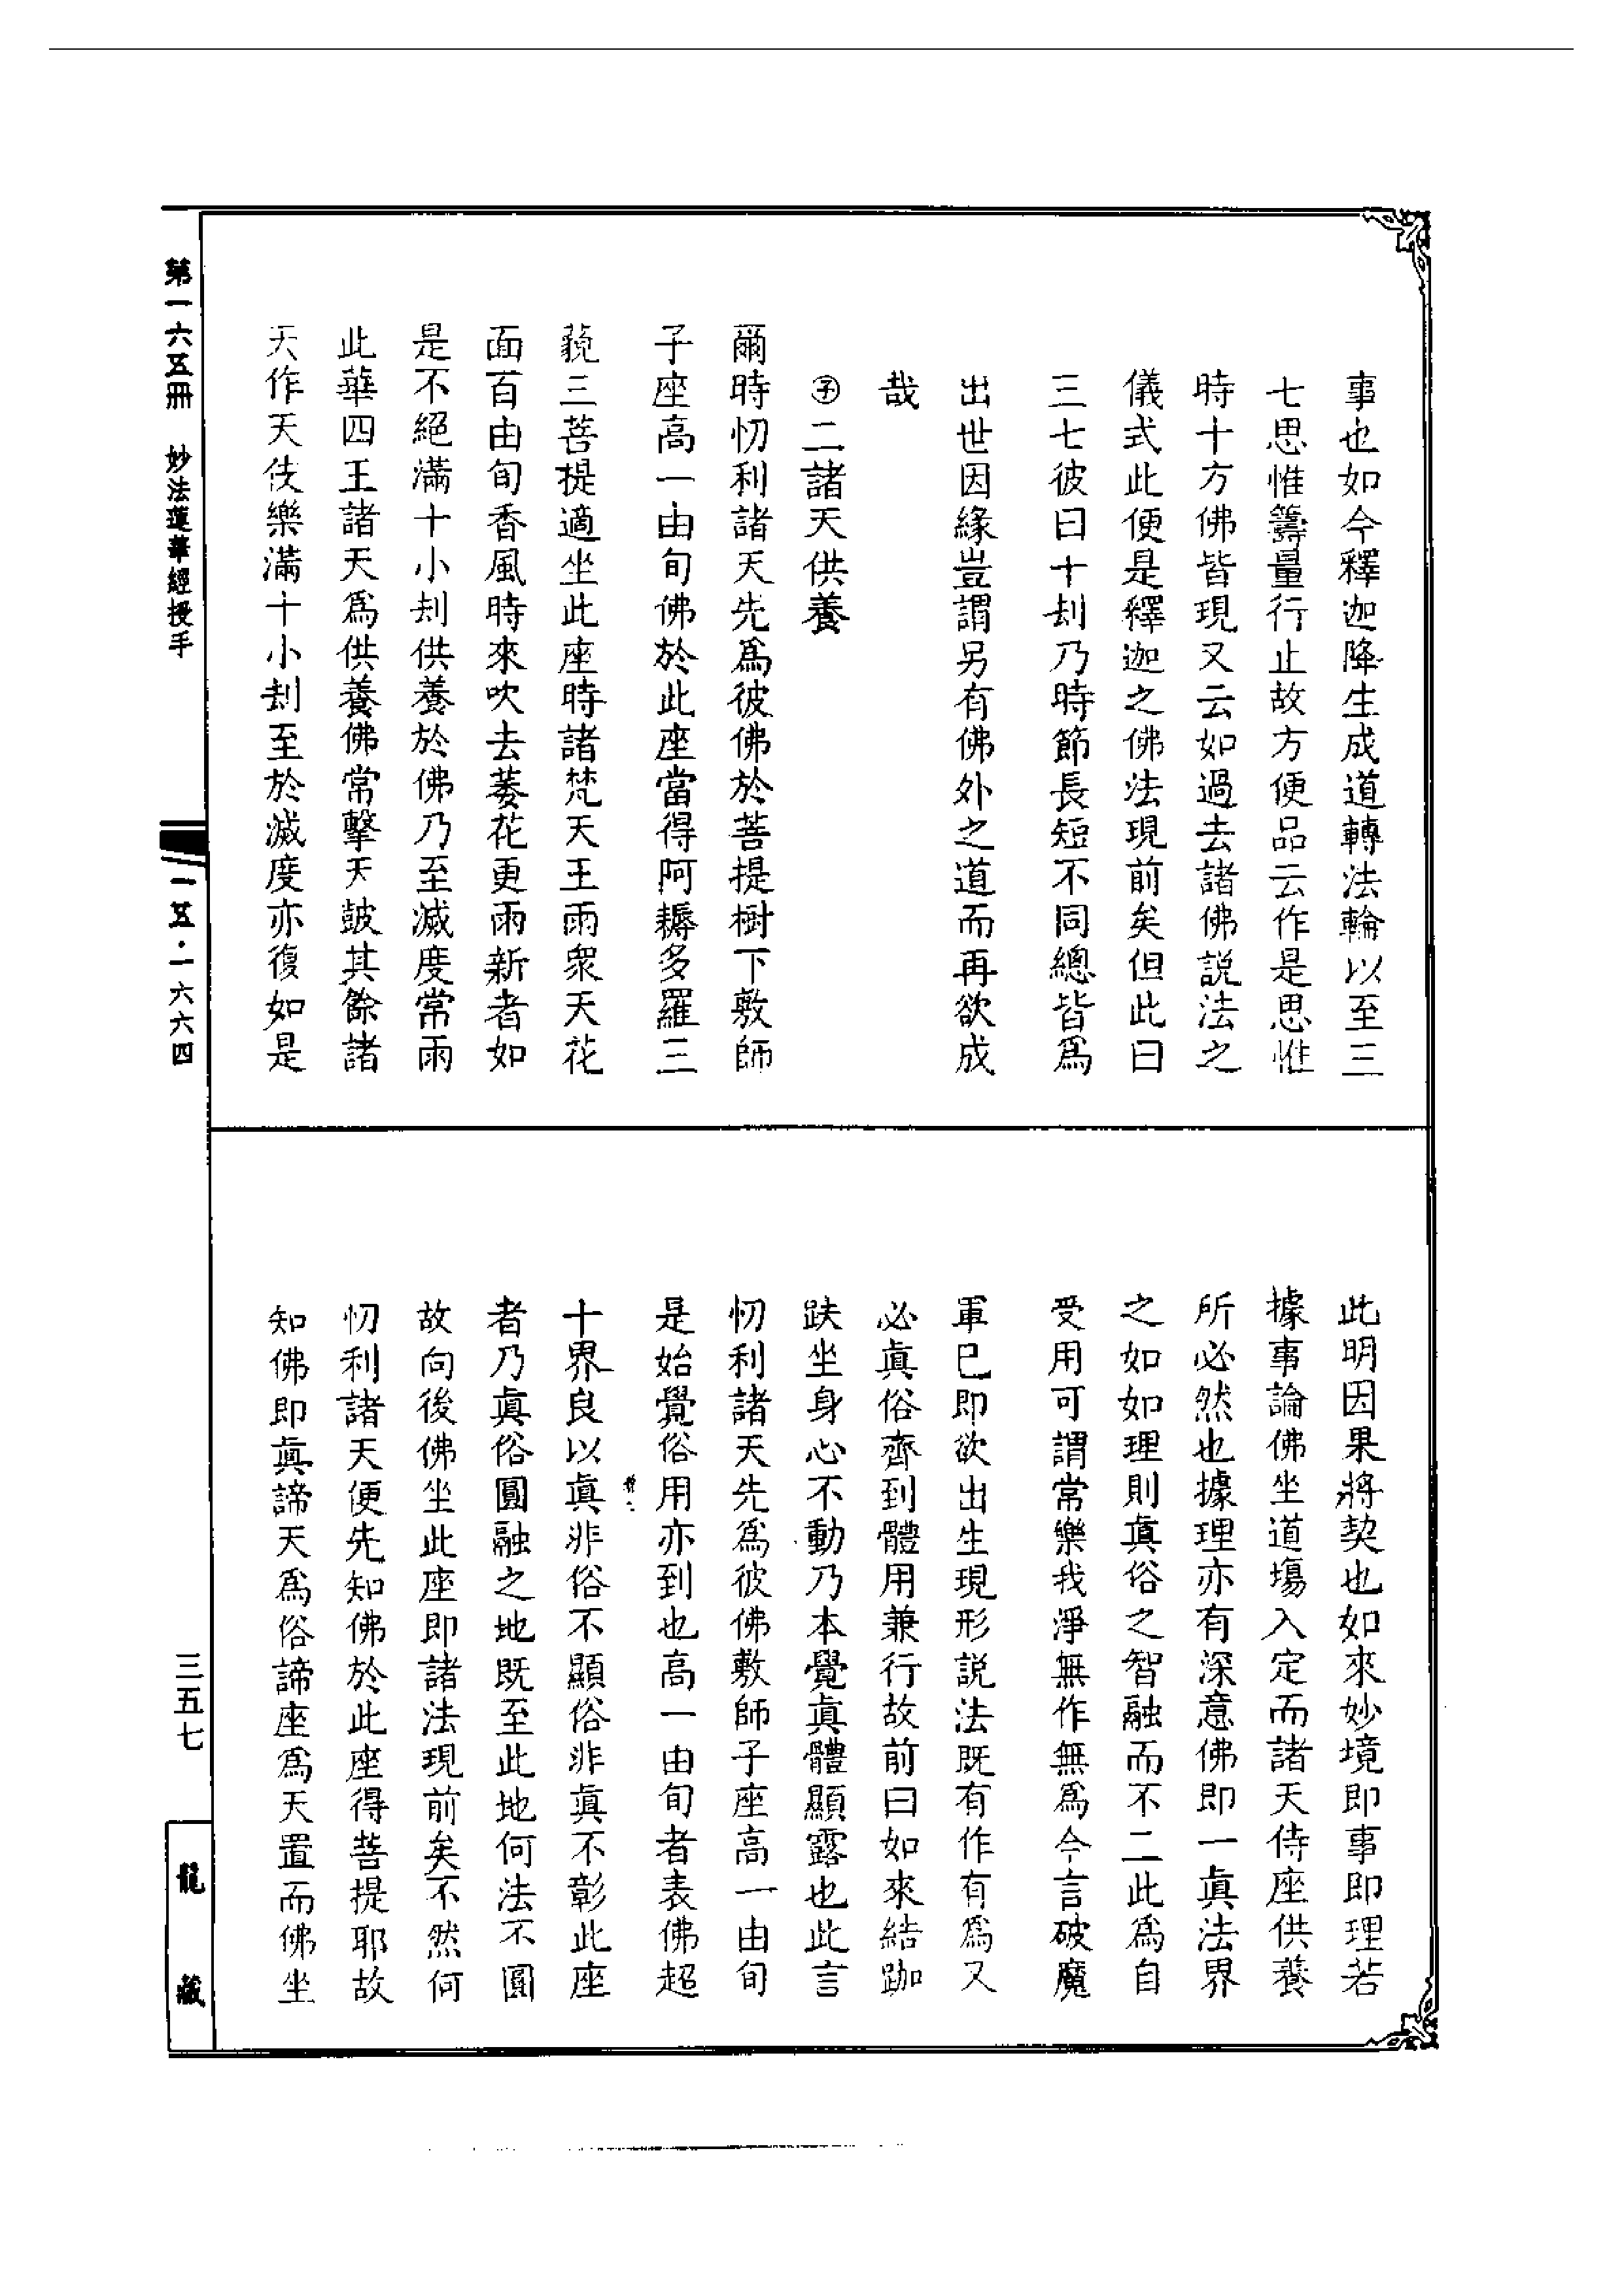 事也如今釋迦降生成道轉法輪以至三
七思惟籌量行止故方便品云作是思惟
時十方佛皆現又云如過去諸佛説法之
儀式此便是釋迦之佛法現前矣但此曰
三七彼曰十刦乃時節長短不同總皆爲
出世因緣豈謂另有佛外之道而再欲成
哉
㊛二諸天供養
爾時忉利諸天先爲彼佛於菩提樹下敷師
子座高一由旬佛於此座當得阿耨多羅三
藐三菩提適坐此座時諸梵天王雨衆天花
面百由旬香風時來吹去萎花更雨新者如
是不絕滿十小刦供養於佛乃至滅度常雨
此華四王諸天爲供養佛常擊天鼓其餘諸
天作天伎樂滿十小刦至於滅度亦復如是
此明因果將契也如來妙境即事即理若
據事論佛坐道場入定而諸天侍座供養
所必然也據理亦有深意佛即一眞法界
之如如理則眞俗之智融而不二此爲自
受用可謂常樂我淨無作無爲今言破魔
軍已即欲出生現形説法既有作有爲又
必眞俗齊到體用兼行故前曰如來結跏
趺坐身心不動乃本覺眞體顯露也此言
忉利諸天先爲彼佛敷師子座高一由旬
是始覺俗用亦到也高一由旬者表佛超
十界良以眞非俗不顯俗非眞不彰此座
者乃眞俗圓融之地既至此地何法不圓
故向後佛坐此座即諸法現前矣不然何
忉利諸天便先知佛於此座得菩提耶故
知佛即眞諦天爲俗諦座爲天置而佛坐
第一六五冊　妙法蓮華經授手
一五·一六六四
三五七
龍藏